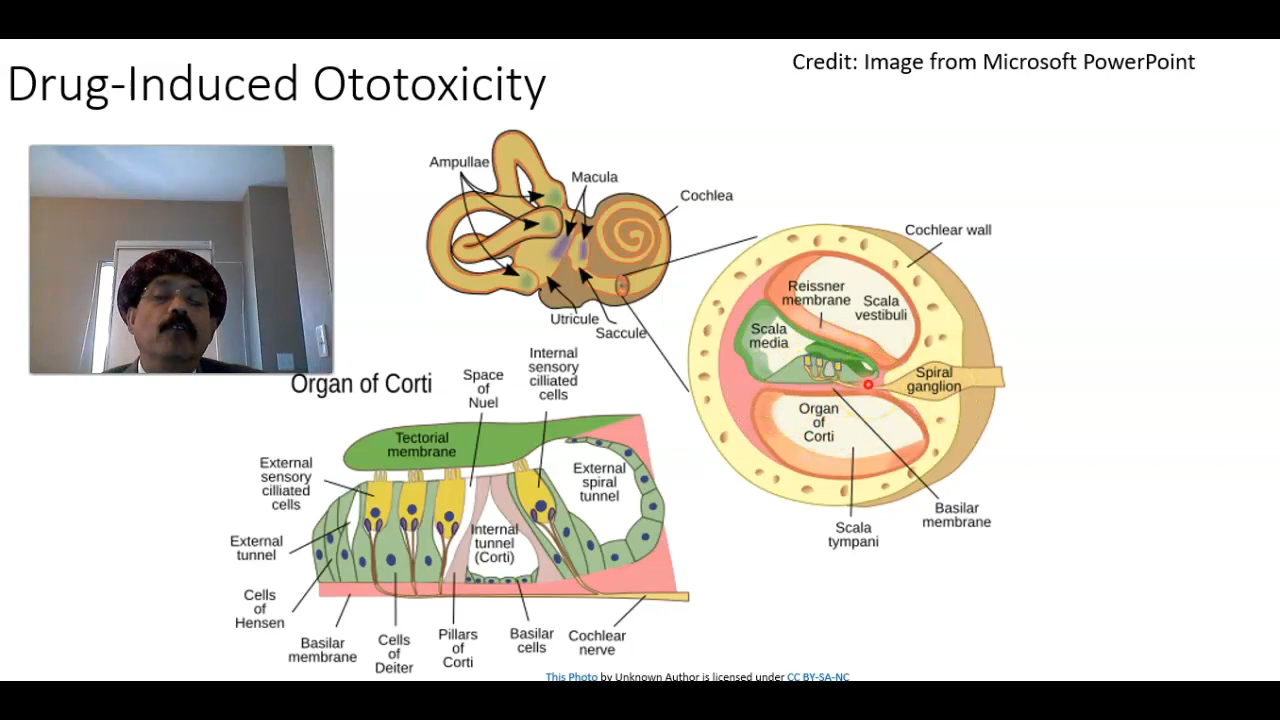 Drug-Induced Ototoxicity
Credit: Image from Microsoft PowerPoint
Ampullae
Macula
Cochlea
Utricule
Saccule
Cochlear wall
Reissner
membrane
Scala
vestibuli
Scala
media
Spiral
ganglion
Organ
of
Corti
Basilar
membrane
Scala
tympani
Organ of Corti
Space
of
Nuel
Internal
sensory
cilliated
cells
Tectorial
membrane
External
sensory
cilliated
cells
External
spiral
tunnel
Internal
tunnel
(Corti)
External
tunnel
Cells
of
Hensen
Basilar
membrane
Cells
of
Deiter
Pillars
of
Corti
Basilar
cells
Cochlear
nerve
This Photo by Unknown Author is licensed under CC BY-SA-NC